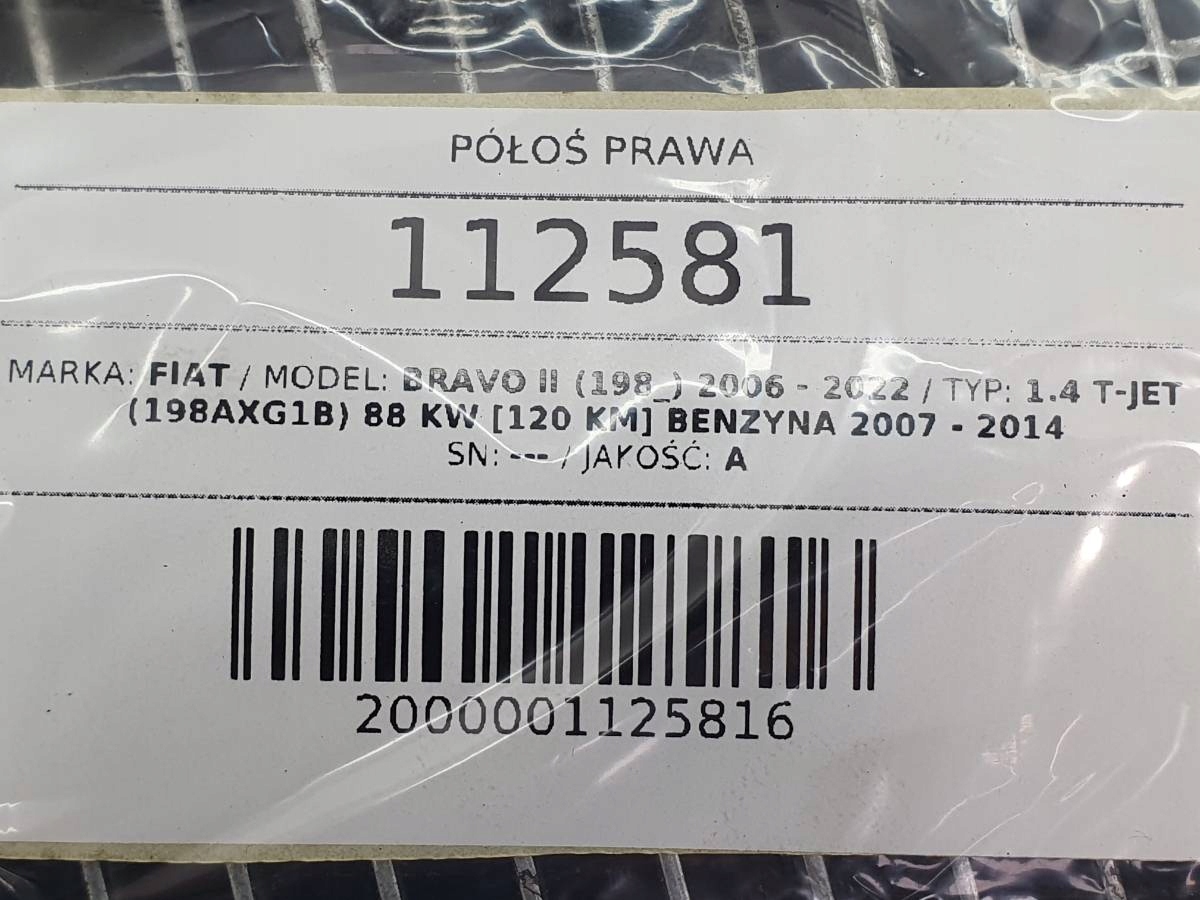 PÓŁOŚ PRAWA
112581
MARKA: FIAT / MODEL: BRAVO II (198_) 2006 - 2022 / TYP: 1.4 T-JET
(198AXG1B) 88 KW [120 KM] BENZYNA 2007 - 2014
SN: --- / JAKOŚĆ: A
2000001125816